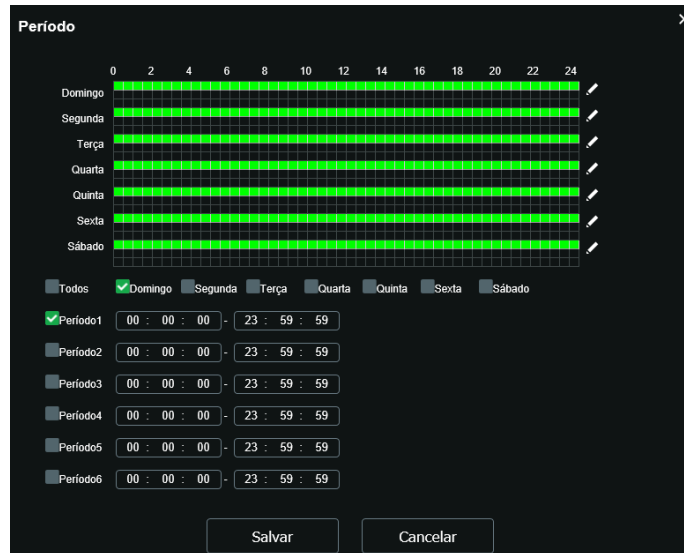 Período
0 2 4 6 8 10 12 14 16 18 20 22 24
Domingo
Segunda
Terça
Quarta
Quinta
Sexta
Sábado
Todos Domingo Segunda Terça Quarta Quinta Sexta Sábado
Período1 00 : 00 : 00 - 23 : 59 : 59
Período2 00 : 00 : 00 - 23 : 59 : 59
Período3 00 : 00 : 00 - 23 : 59 : 59
Período4 00 : 00 : 00 - 23 : 59 : 59
Período5 00 : 00 : 00 - 23 : 59 : 59
Período6 00 : 00 : 00 - 23 : 59 : 59
Salvar Cancelar